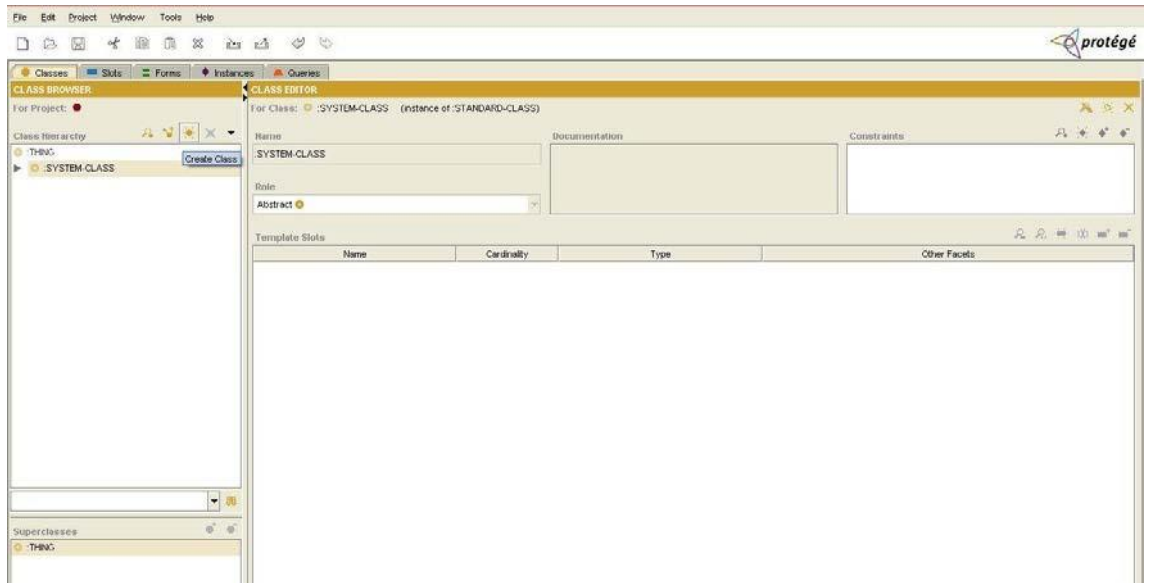 File Edit Project Window Tools Help
protégé
Classes Slots Forms Instances Queries
CLASS BROWSER
CLASS EDITOR
For Project:
For Class: :SYSTEM-CLASS (instance of :STANDARD-CLASS)
Class Hierarchy
Name
Documentation
Constraints
:THING
Create Class
:SYSTEM-CLASS
:SYSTEM-CLASS
Role
Abstract
Template Slots
Name Cardinality Type Other Facets
Superclasses
:THING